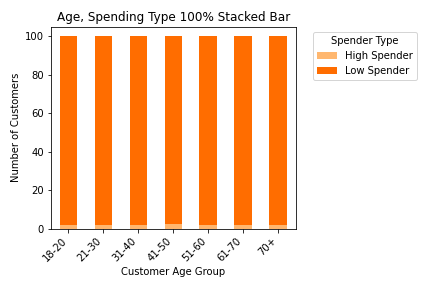 Age, Spending Type 100% Stacked Bar
Spender Type
High Spender
Low Spender
Number of Customers
100
80
60
40
20
0
18-20
21-30
31-40
41-50
51-60
61-70
70+
Customer Age Group